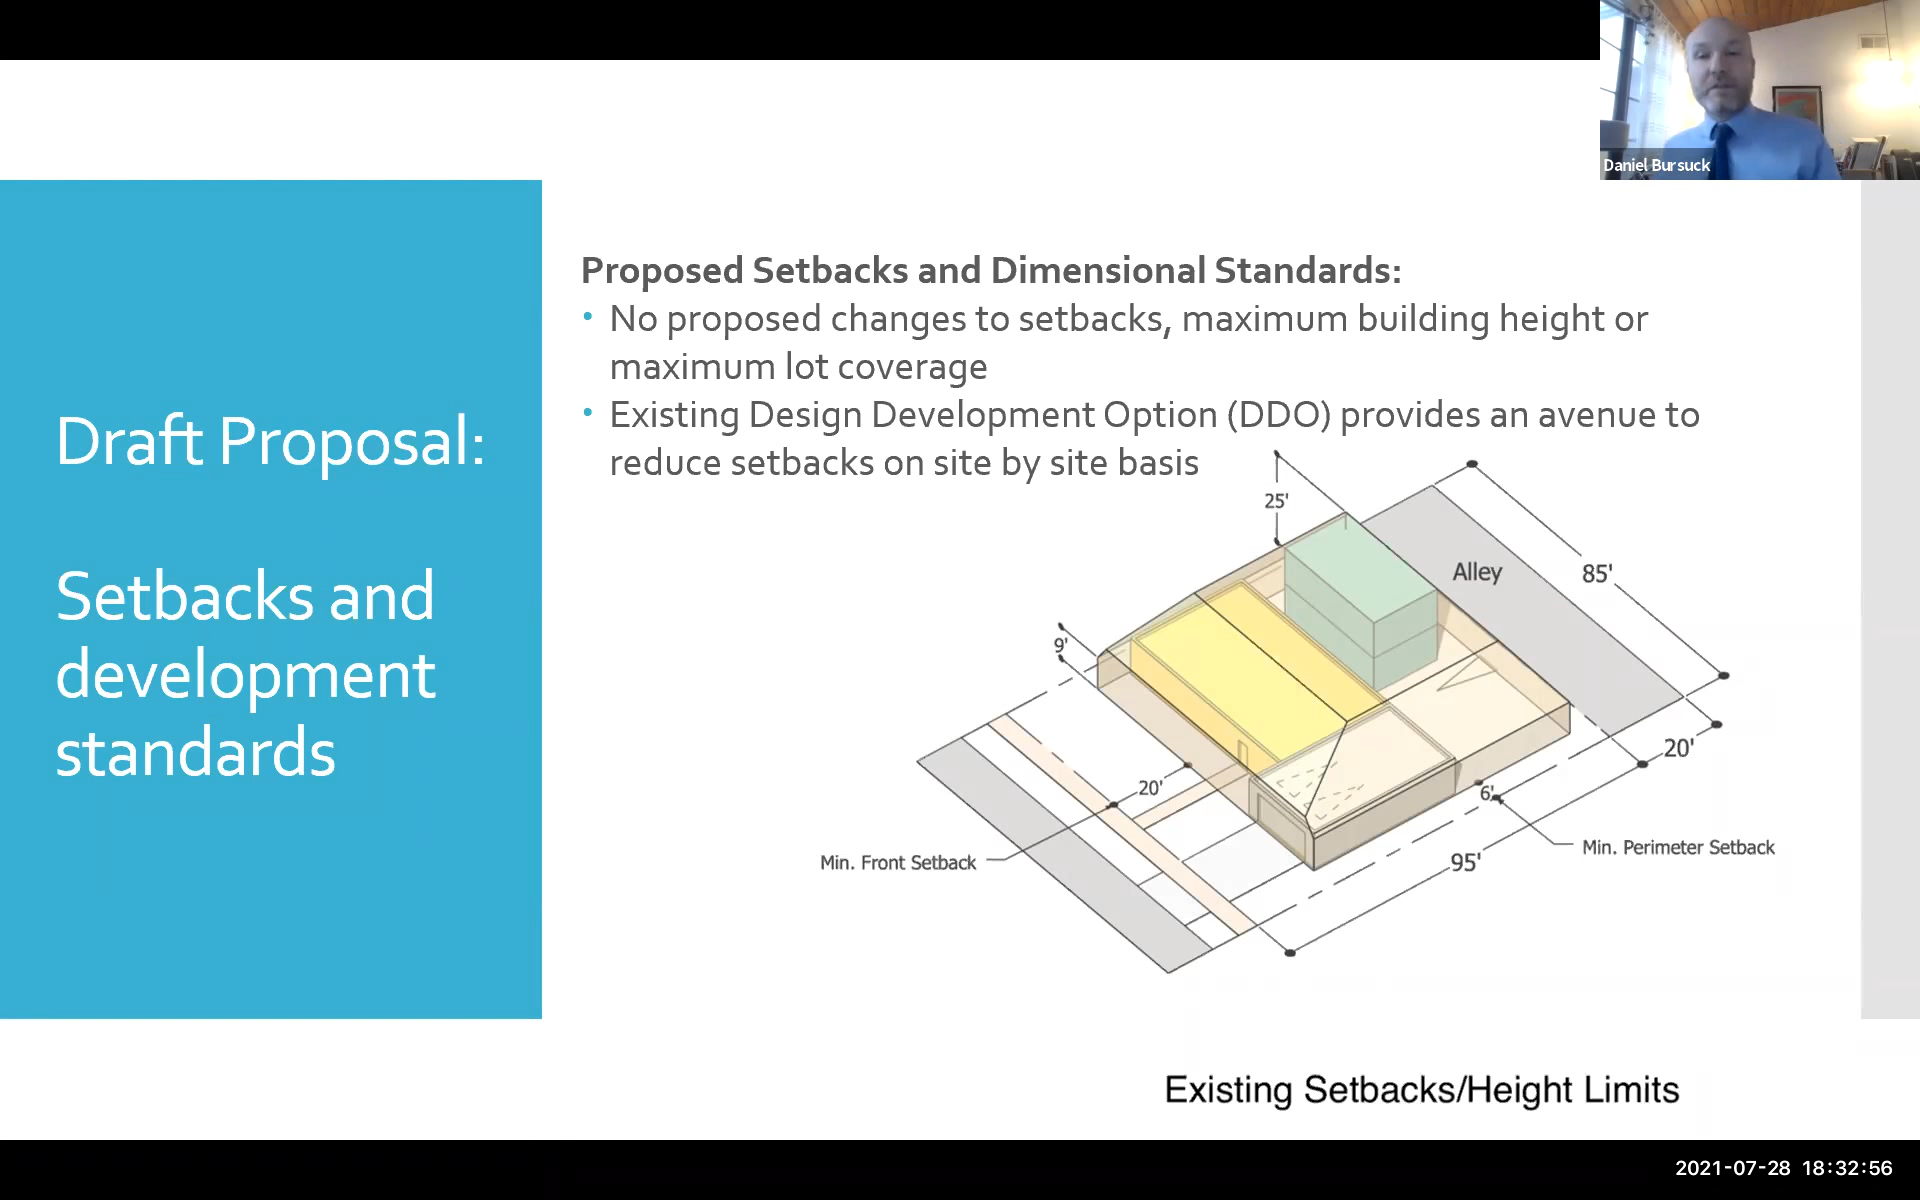 Daniel Bursuck
Draft Proposal:
Setbacks and
development
standards
Proposed Setbacks and Dimensional Standards:
• No proposed changes to setbacks, maximum building height or
maximum lot coverage
• Existing Design Development Option (DDO) provides an avenue to
reduce setbacks on site by site basis
25'
Alley
85'
9'
20'
20'
6'
Min. Front Setback
Min. Perimeter Setback
95'
Existing Setbacks/Height Limits
2021-07-28 18:32:56